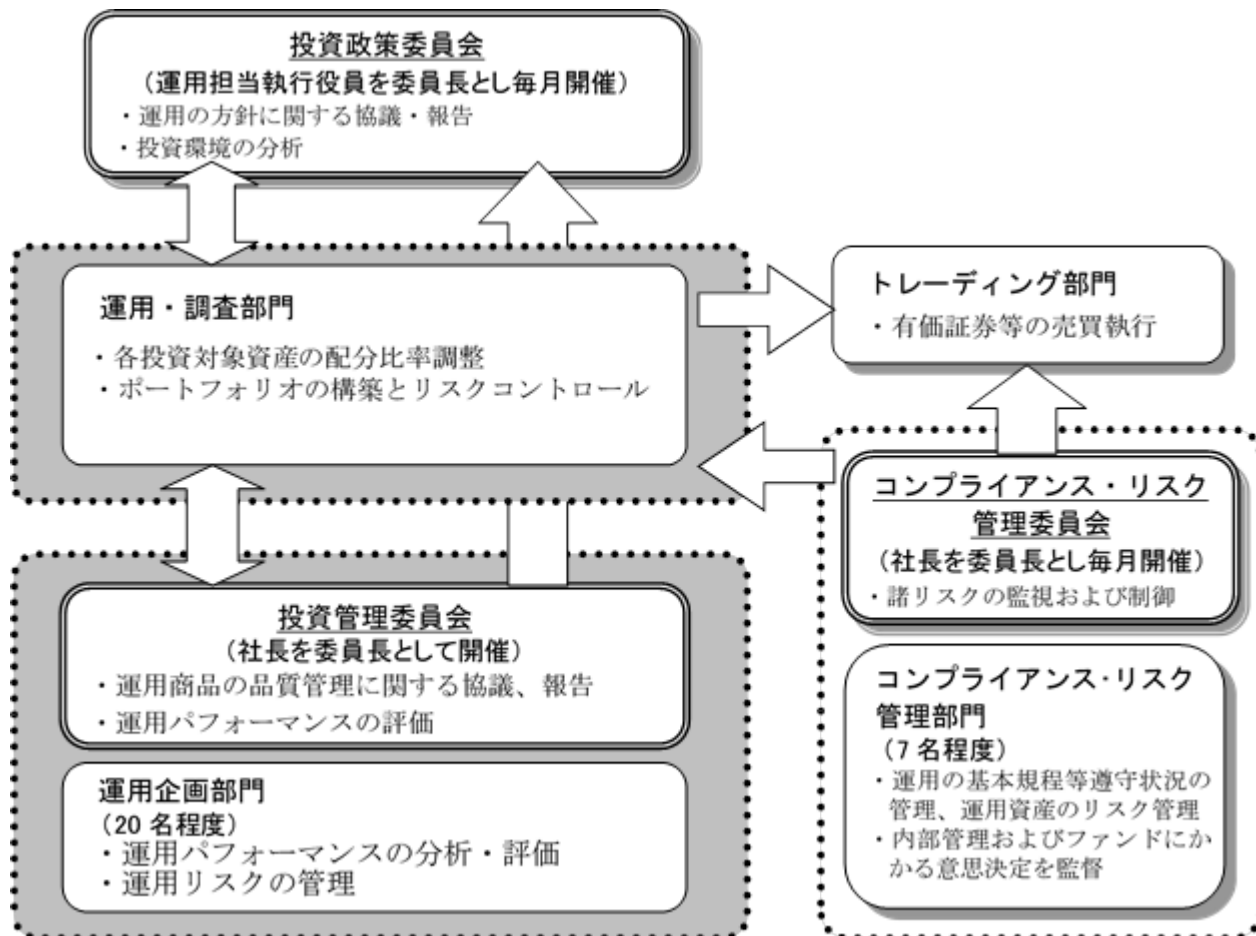 投資政策委員会
（運用担当執行役員を委員長とし毎月開催）
・運用の方針に関する協議・報告
・投資環境の分析
運用・調査部門
・各投資対象資産の配分比率調整
・ポートフォリオの構築とリスクコントロール
トレーディング部門
・有価証券等の売買執行
コンプライアンス・リスク
管理委員会
（社長を委員長とし毎月開催）
・諸リスクの監視および制御
投資管理委員会
（社長を委員長として開催）
・運用商品の品質管理に関する協議、報告
・運用パフォーマンスの評価
運用企画部門
（20 名程度）
・運用パフォーマンスの分析・評価
・運用リスクの管理
コンプライアンス・リスク
管理部門
（7 名程度）
・運用の基本規程等遵守状況の
管理、運用資産のリスク管理
・内部管理およびファンドにか
かる意思決定を監督